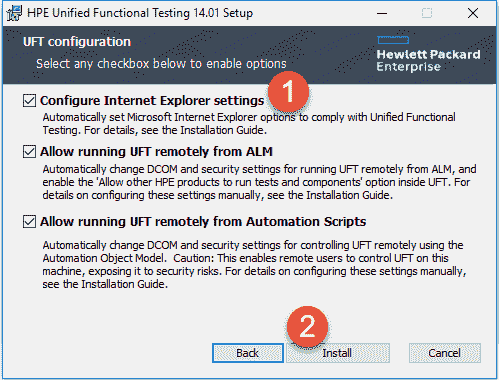 HPE Unified Functional Testing 14.01 Setup
UFT configuration
Select any checkbox below to enable options
Hewlett Packard
Enterprise
Configure Internet Explorer settings
1
Automatically set Microsoft Internet Explorer options to comply with Unified Functional
Testing. For details, see the Installation Guide.
Allow running UFT remotely from ALM
Automatically change DCOM and security settings for running UFT remotely from ALM, and
enable the 'Allow other HPE products to run tests and components' option inside UFT. For
details on configuring these settings manually, see the Installation Guide.
Allow running UFT remotely from Automation Scripts
Automatically change DCOM and security settings for controlling UFT remotely using the
Automation Object Model. Caution: This enables remote users to control UFT on this
machine, exposing it to security risks. For details on configuring these settings manually,
see the Installation Guide.
2
Back Install Cancel